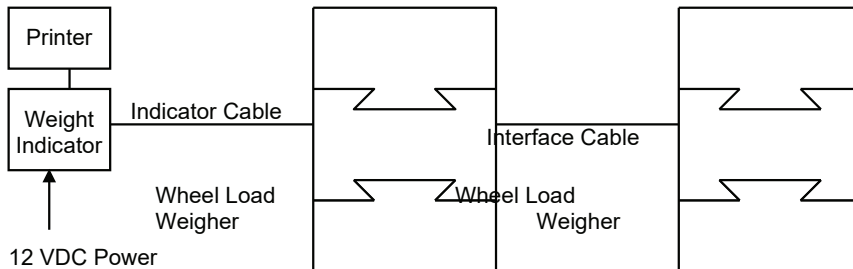 Printer
Weight
Indicator
Indicator Cable
Interface Cable
Wheel Load
Weigher
Wheel Load
Weigher
12 VDC Power